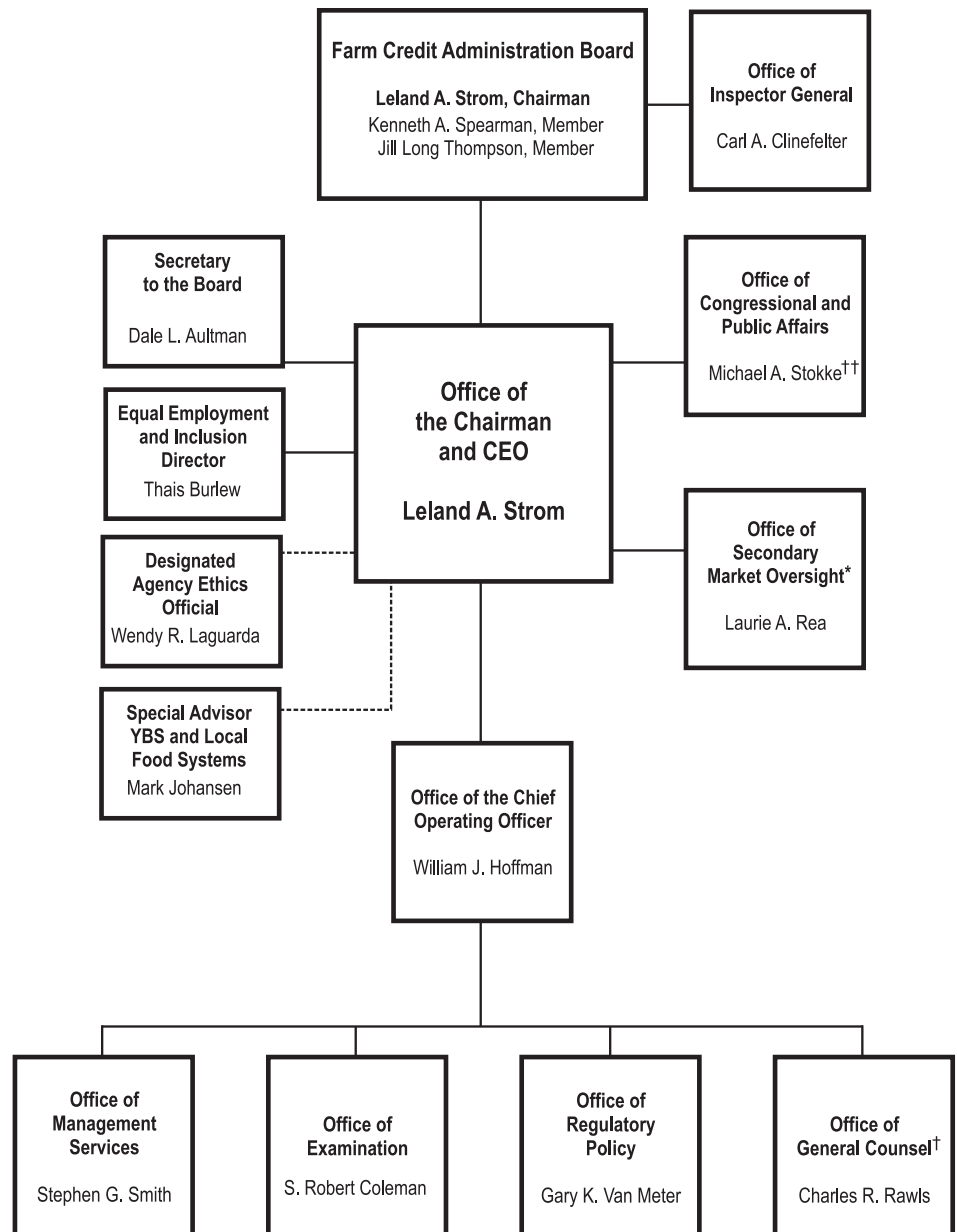 Farm Credit Administration Board
Leland A. Strom, Chairman
Kenneth A. Spearman, Member
Jill Long Thompson, Member
Office of
Inspector General
Carl A. Clinefelter
Secretary
to the Board
Dale L. Aultman
Office of
Congressional and
Public Affairs
Michael A. Stokke††
Office of
the Chairman
and CEO
Leland A. Strom
Equal Employment
and Inclusion
Director
Thais Burlew
Designated
Agency Ethics
Official
Wendy R. Laguarda
Office of
Secondary
Market Oversight*
Laurie A. Rea
Special Advisor
YBS and Local
Food Systems
Mark Johansen
Office of the Chief
Operating Officer
William J. Hoffman
Office of
Management
Services
Stephen G. Smith
Office of
Examination
S. Robert Coleman
Office of
Regulatory
Policy
Gary K. Van Meter
Office of
General Counsel†
Charles R. Rawls